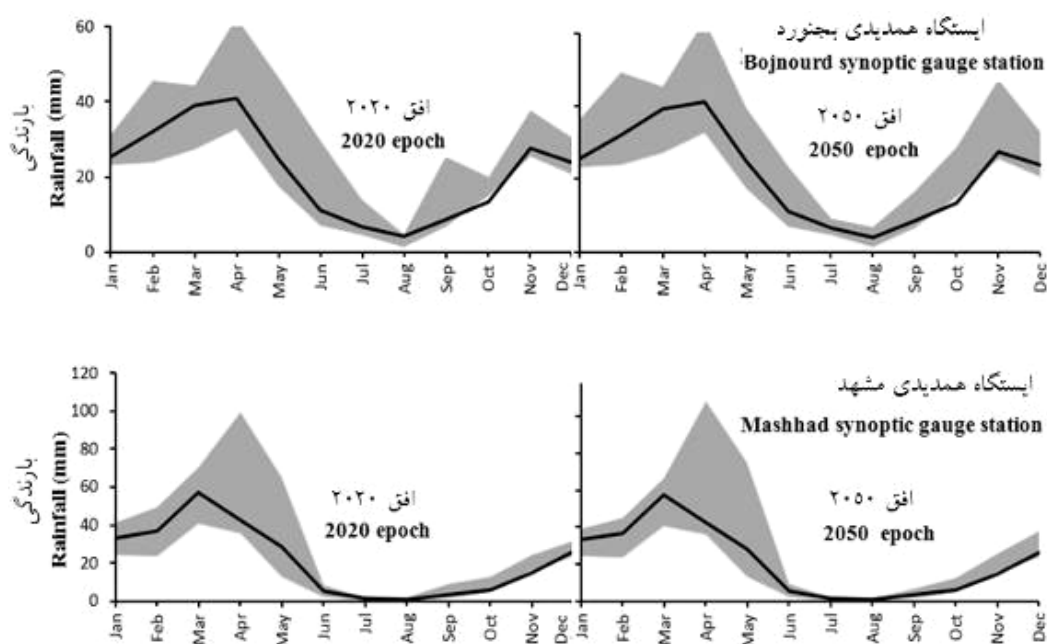 ایستگاه همدیدی بجنورد
Bojnourd synoptic gauge station
بارندگی
Rainfall (mm)
60
40
20
0
افق ۲۰۲۰
2020 epoch
افق ۲۰۵۰
2050 epoch
Jan Feb Mar Apr May Jun Jul Aug Sep Oct Nov Dec
Jan Feb Mar Apr May Jun Jul Aug Sep Oct Nov Dec
ایستگاه همدیدی مشهد
Mashhad synoptic gauge station
بارندگی
Rainfall (mm)
120
100
80
60
40
20
0
افق ۲۰۲۰
2020 epoch
افق ۲۰۵۰
2050 epoch
Jan Feb Mar Apr May Jun Jul Aug Sep Oct Nov Dec
Jan Feb Mar Apr May Jun Jul Aug Sep Oct Nov Dec